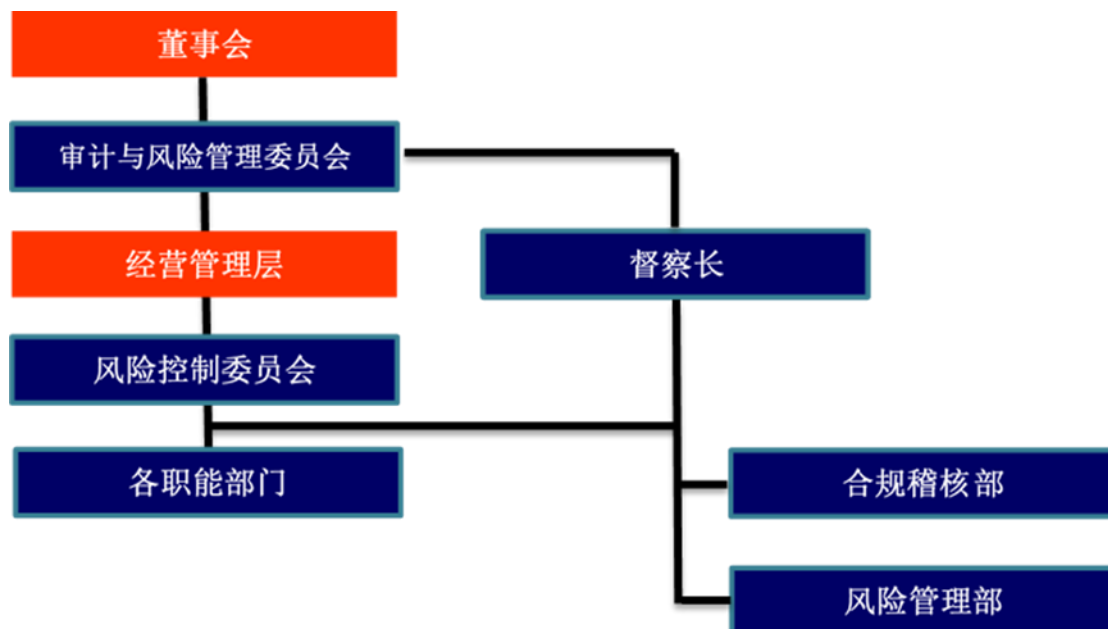 董事会
审计与风险管理委员会
经营管理层
督察长
风险控制委员会
各职能部门
合规稽核部
风险管理部